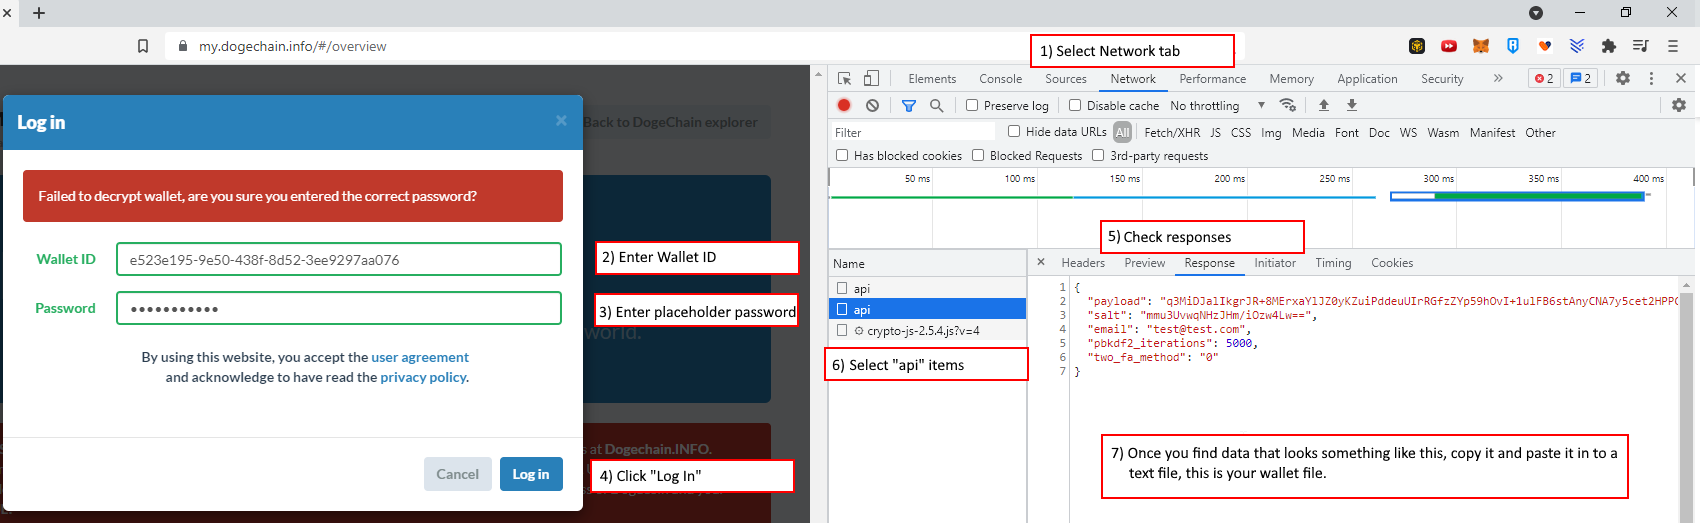 my.dogechain.info/#/overview
1) Select Network tab
Elements Console Sources Network Performance Memory Application Security » 2 2
Preserve log Disable cache No throttling
Filter Hide data URLs All Fetch/XHR JS CSS Img Media Font Doc WS Wasm Manifest Other
Has blocked cookies Blocked Requests 3rd-party requests
50 ms 100 ms 150 ms 200 ms 250 ms 300 ms 350 ms 400 ms
Log in ×
Back to DogeChain explorer
Failed to decrypt wallet, are you sure you entered the correct password?
Wallet ID e523e195-9e50-438f-8d52-3ee9297aa076
Password •••••••••••
2) Enter Wallet ID
3) Enter placeholder password
world.
By using this website, you accept the user agreement
and acknowledge to have read the privacy policy.
s at Dogechain.INFO.
Cancel Log in
4) Click "Log In"
5) Check responses
Name
api
api
crypto-js-2.5.4.js?v=4
6) Select "api" items
× Headers Preview Response Initiator Timing Cookies
1 {
2 "payload": "q3MiDJalIkgrJR+8MErxaYlJZ0yKZuiPddeuUIrRGfzZYp59hOvI+1ulFB6stAnyCNA7y5cet2HPP
3 "salt": "mmu3UvwqNHzJHm/iOzw4Lw==",
4 "email": "test@test.com",
5 "pbkdf2_iterations": 5000,
6 "two_fa_method": "0"
7 }
7) Once you find data that looks something like this, copy it and paste it in to a
text file, this is your wallet file.